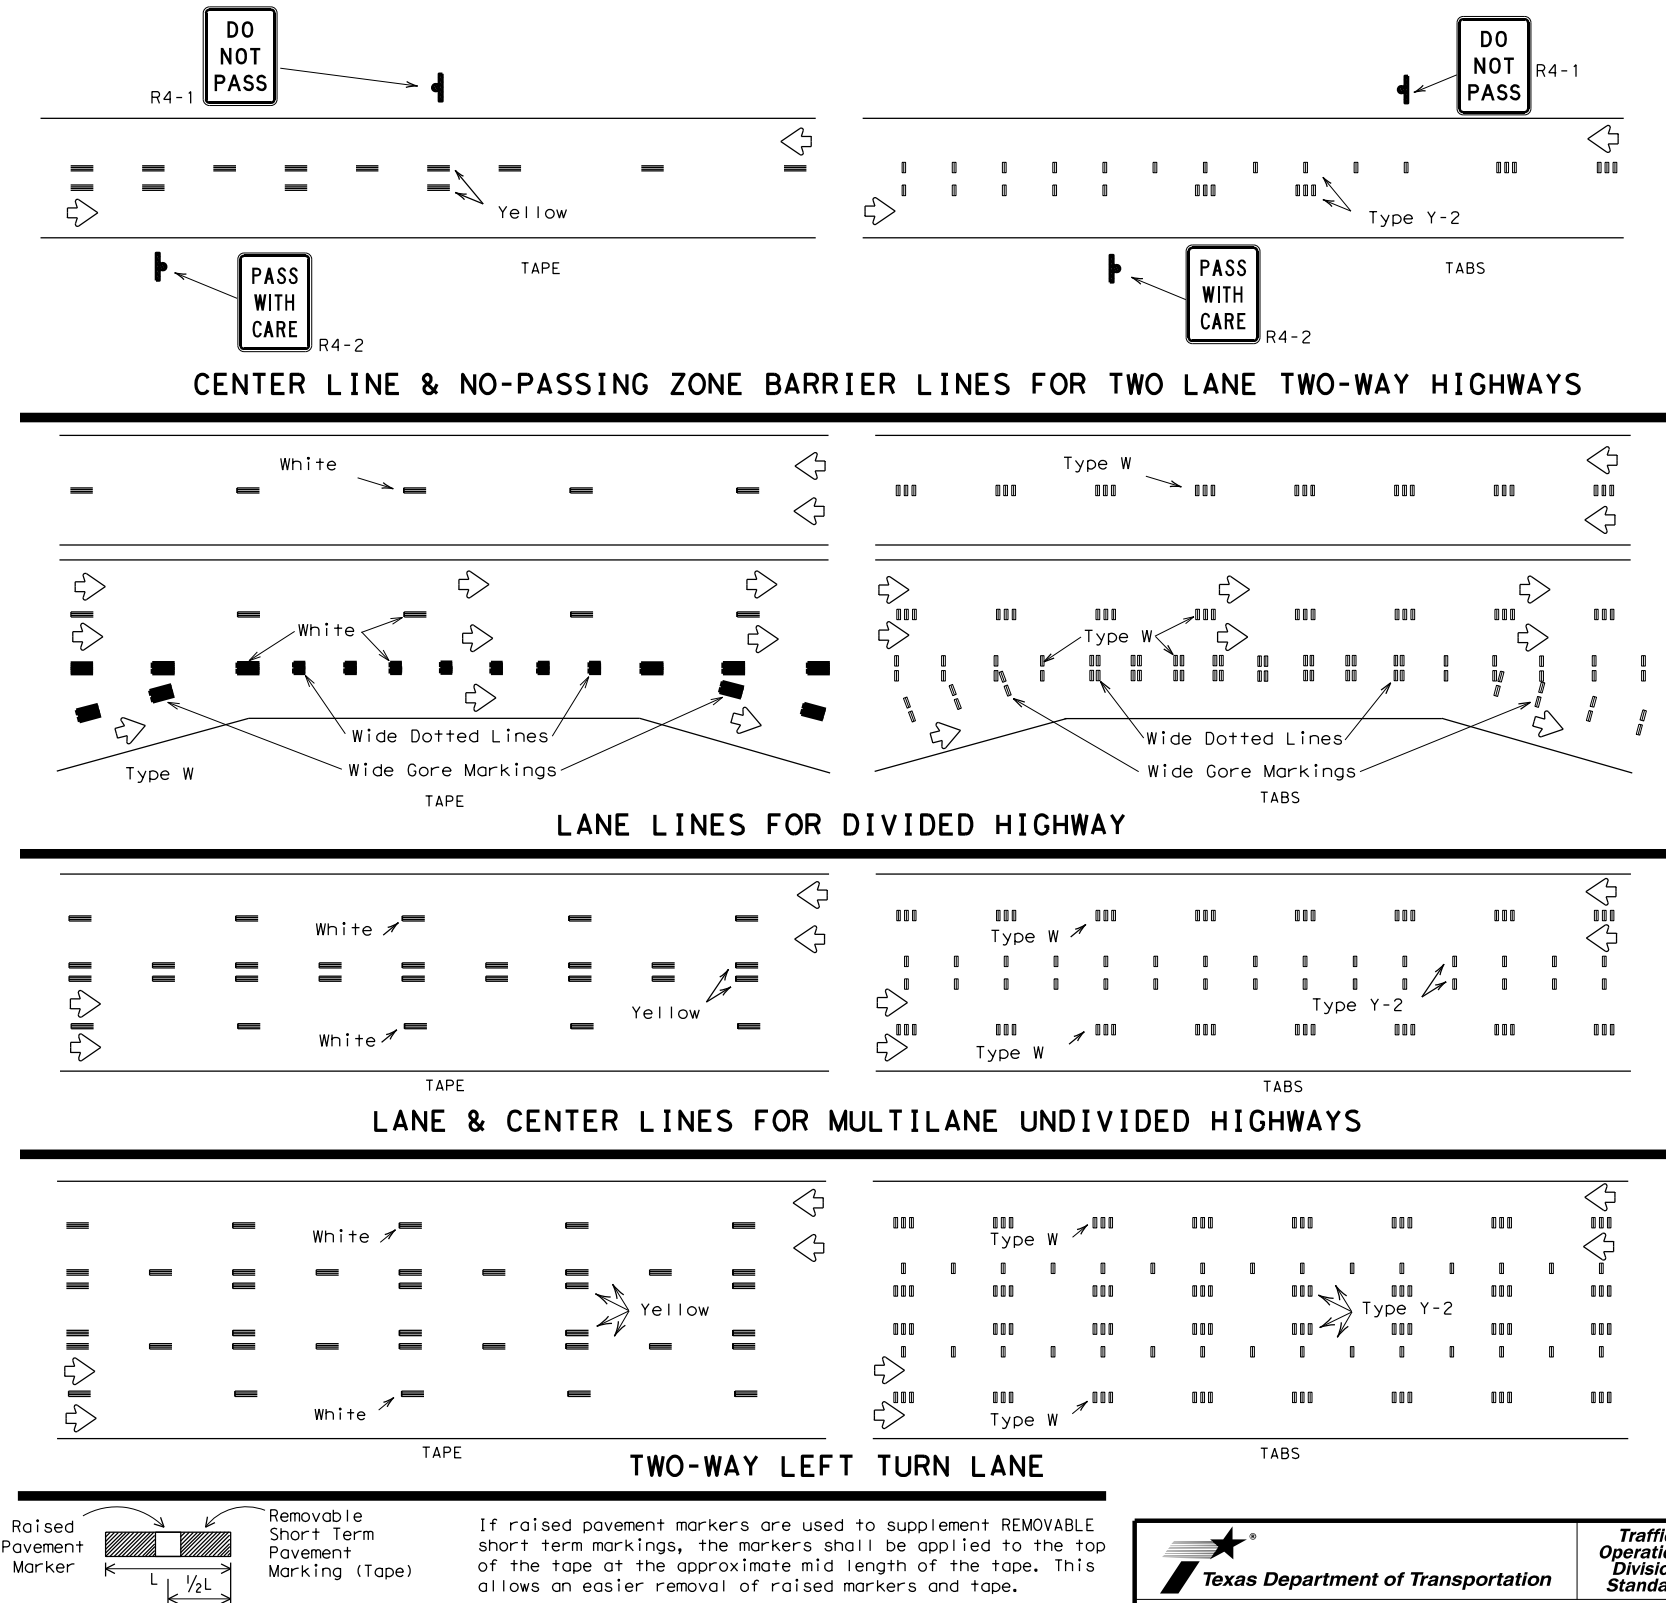 DO
NOT
PASS
R4-1
DO
NOT
PASS
R4-1
Yellow
Type Y-2
PASS
WITH
CARE
R4-2
TAPE
PASS
WITH
CARE
R4-2
TABS
CENTER LINE & NO-PASSING ZONE BARRIER LINES FOR TWO LANE TWO-WAY HIGHWAYS
White
Type W
White
Type W
Wide Dotted Lines
Wide Gore Markings
Type W
TAPE
Wide Dotted Lines
Wide Gore Markings
TABS
LANE LINES FOR DIVIDED HIGHWAY
White
Yellow
White
TAPE
Type W
Type Y-2
Type W
TABS
LANE & CENTER LINES FOR MULTILANE UNDIVIDED HIGHWAYS
White
Yellow
White
TAPE
Type W
Type Y-2
Type W
TABS
TWO-WAY LEFT TURN LANE
Raised
Pavement
Marker
Removable
Short Term
Pavement
Marking (Tape)
L
1/2L
If raised pavement markers are used to supplement REMOVABLE
short term markings, the markers shall be applied to the top
of the tape at the approximate mid length of the tape. This
allows an easier removal of raised markers and tape.
®
Texas Department of Transportation